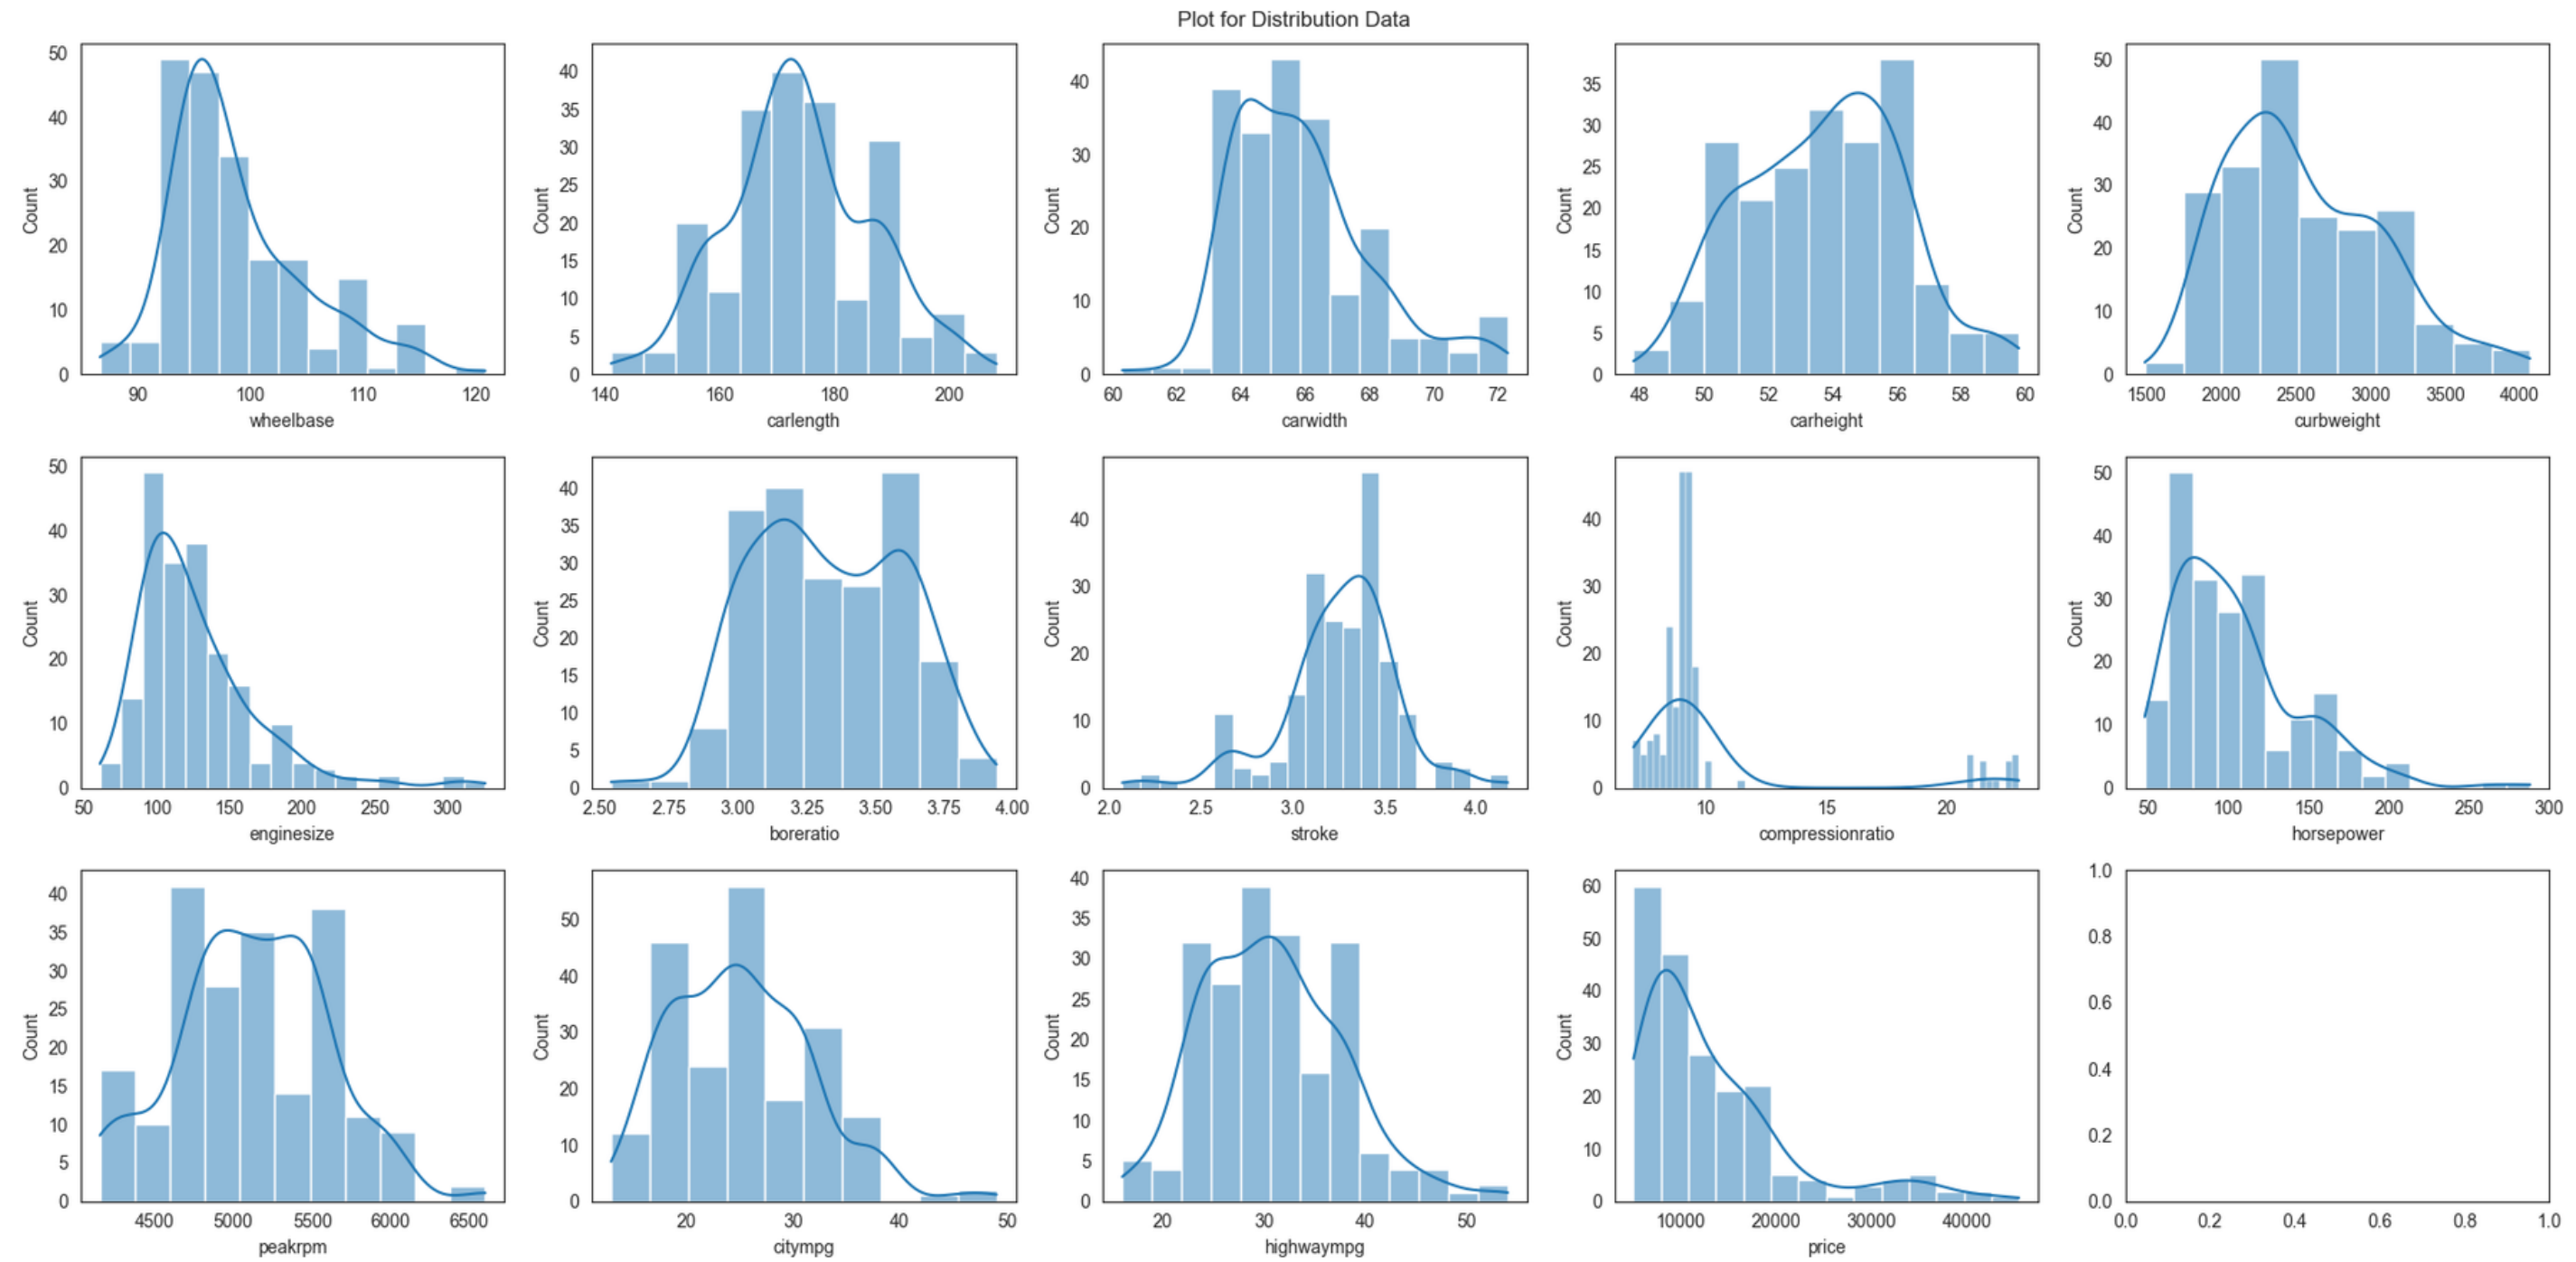 Plot for Distribution Data
50
40
30
20
10
0
Count
90 100 110 120
wheelbase
40
35
30
25
20
15
10
5
0
Count
140 160 180 200
carlength
40
30
20
10
0
Count
60 62 64 66 68 70 72
carwidth
35
30
25
20
15
10
5
0
Count
48 50 52 54 56 58 60
carheight
50
40
30
20
10
0
Count
1500 2000 2500 3000 3500 4000
curbweight
50
40
30
20
10
0
Count
50 100 150 200 250 300
enginesize
40
35
30
25
20
15
10
5
0
Count
2.50 2.75 3.00 3.25 3.50 3.75 4.00
boreratio
40
30
20
10
0
Count
2.0 2.5 3.0 3.5 4.0
stroke
40
30
20
10
0
Count
10 15 20
compressionratio
50
40
30
20
10
0
Count
50 100 150 200 250 300
horsepower
40
35
30
25
20
15
10
5
0
Count
4500 5000 5500 6000 6500
peakrpm
50
40
30
20
10
0
Count
20 30 40 50
citympg
40
35
30
25
20
15
10
5
0
Count
20 30 40 50
highwaympg
60
50
40
30
20
10
0
Count
10000 20000 30000 40000
price
1.0
0.8
0.6
0.4
0.2
0.0
0.0 0.2 0.4 0.6 0.8 1.0